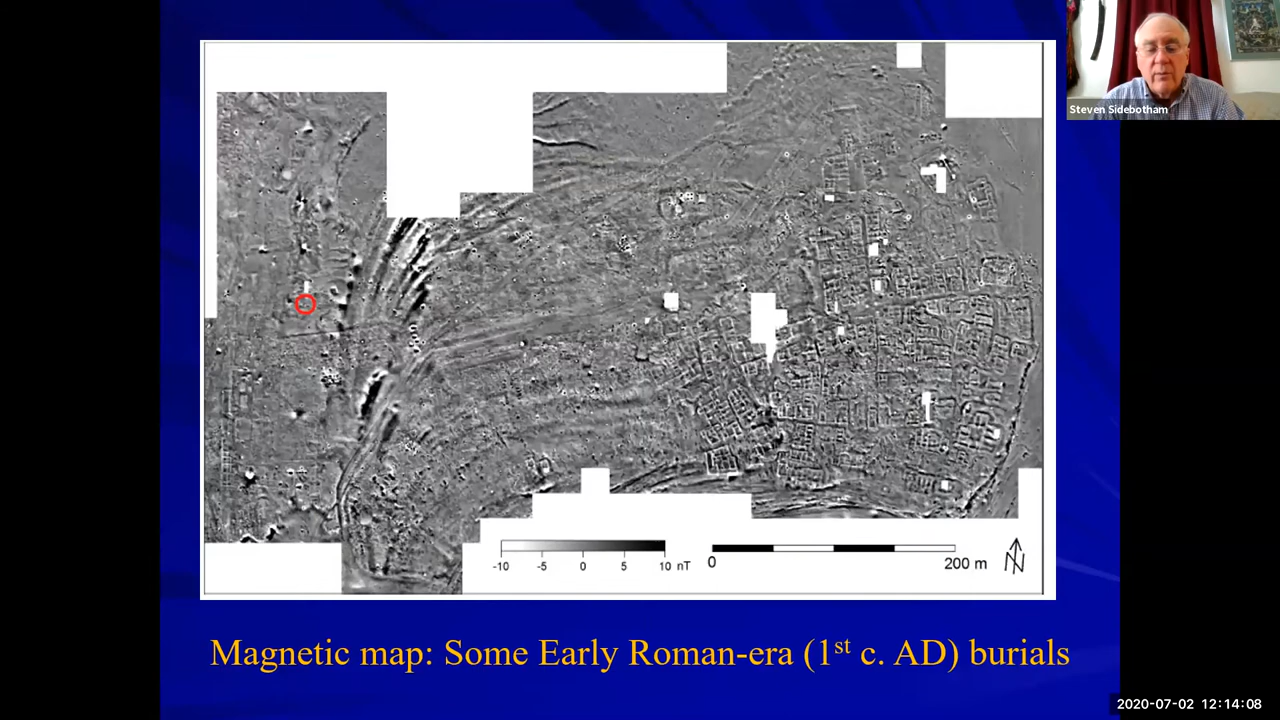 Steven Sidebotham
-10 -5 0 5 10 nT
0 200 m
N
Magnetic map: Some Early Roman-era (1st c. AD) burials
2020-07-02 12:14:08